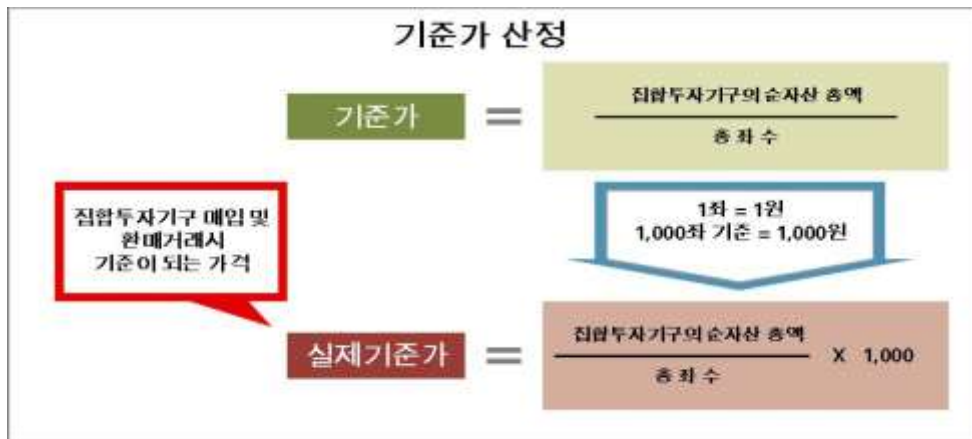 기준가 산정
기준가 =
집합투자기구의 순자산 총액
총 좌 수
집합투자기구 매입 및
환매거래시
기준이 되는 가격
1좌 = 1원
1,000좌 기준 = 1,000원
실제기준가 =
집합투자기구의 순자산 총액
총 좌 수
X 1,000